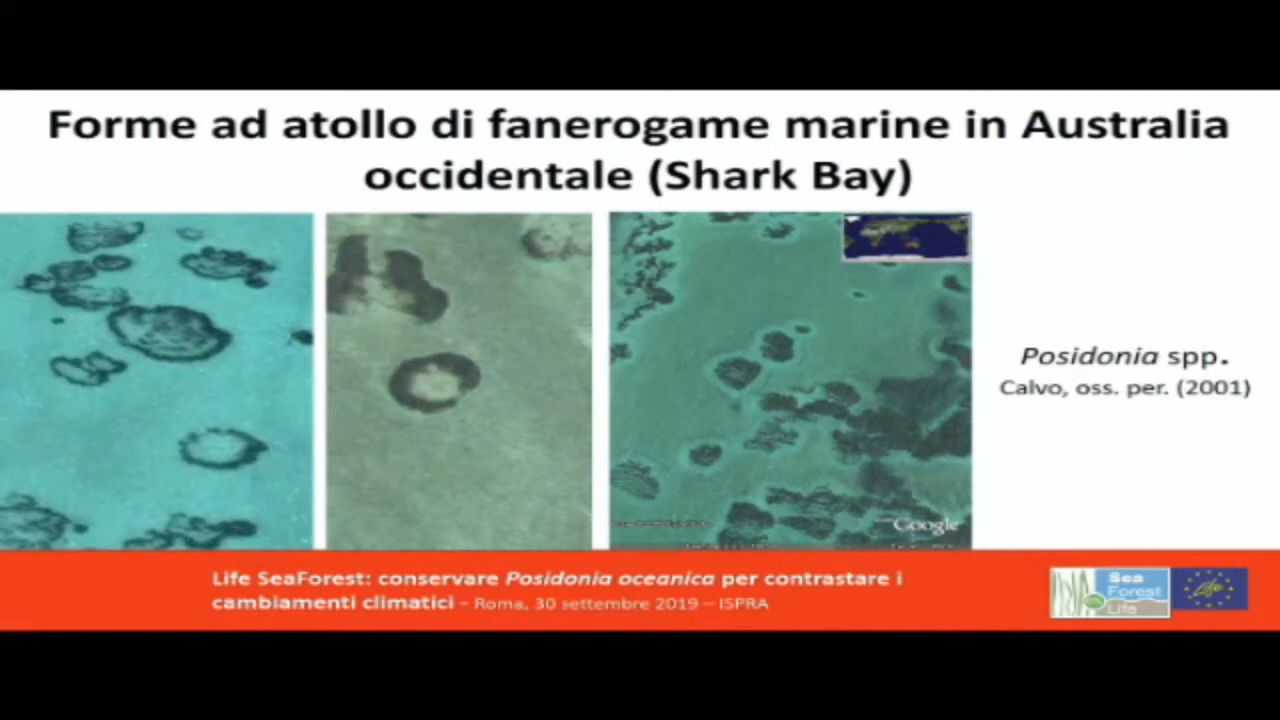 Forme ad atollo di fanerogame marine in Australia
occidentale (Shark Bay)
Posidonia spp.
Calvo, oss. per. (2001)
Google
Life SeaForest: conservare Posidonia oceanica per contrastare i
cambiamenti climatici - Roma, 30 settembre 2019 – ISPRA
Sea
Forest
Life
Life